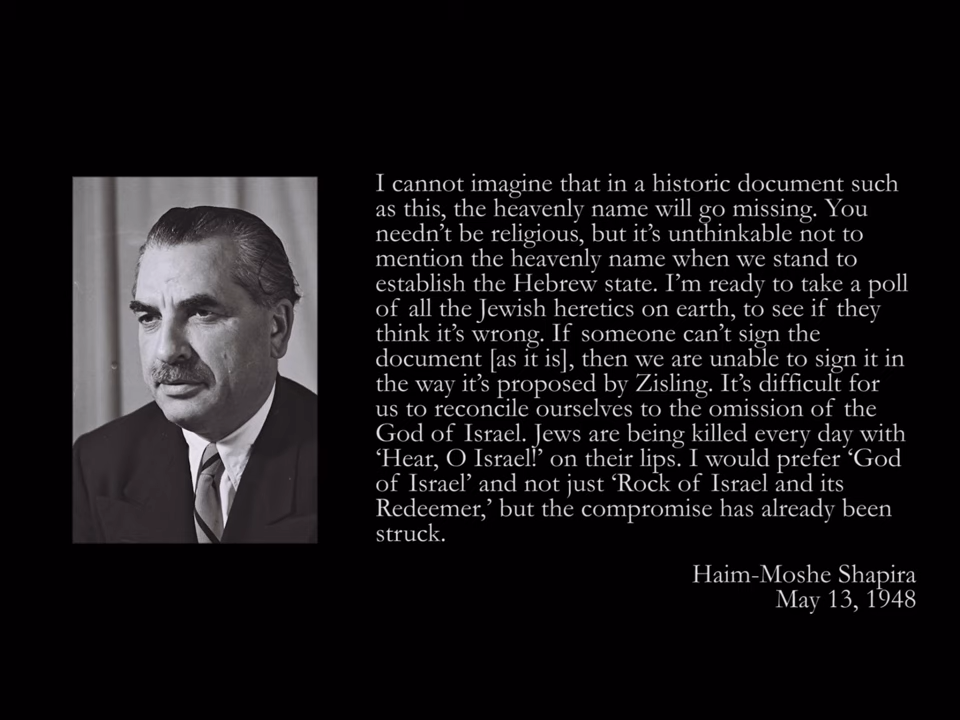 I cannot imagine that in a historic document such
as this, the heavenly name will go missing. You
needn’t be religious, but it’s unthinkable not to
mention the heavenly name when we stand to
establish the Hebrew state. I’m ready to take a poll
of all the Jewish heretics on earth, to see if they
think it’s wrong. If someone can’t sign the
document [as it is], then we are unable to sign it in
the way it’s proposed by Zisling. It’s difficult for
us to reconcile ourselves to the omission of the
God of Israel. Jews are being killed every day with
‘Hear, O Israel!’ on their lips. I would prefer ‘God
of Israel’ and not just ‘Rock of Israel and its
Redeemer,’ but the compromise has already been
struck.
Haim-Moshe Shapira
May 13, 1948